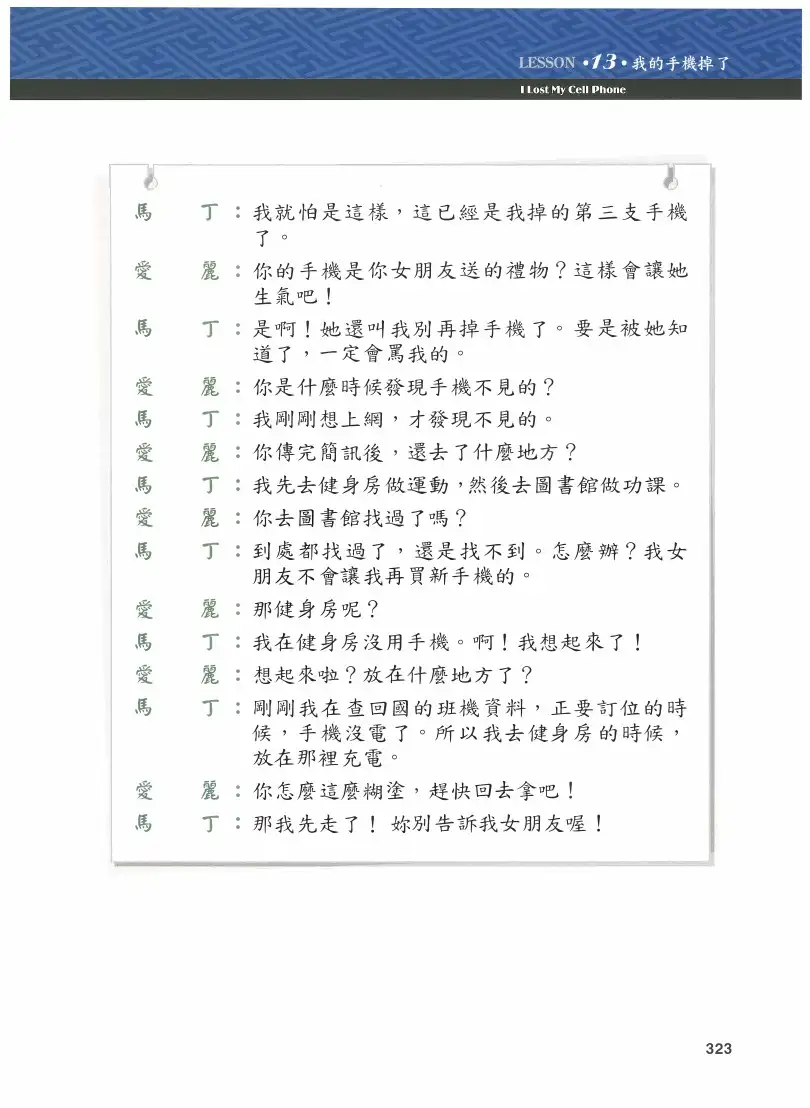 LESSON •13• 我的手機掉了
I Lost My Cell Phone
馬 丁：我就怕是這樣，這已經是我掉的第三支手機
了。
愛 麗：你的手機是你女朋友送的禮物？這樣會讓她
生氣吧！
馬 丁：是啊！她還叫我別再掉手機了。要是被她知
道了，一定會罵我的。
愛 麗：你是什麼時候發現手機不見的？
馬 丁：我剛剛想上網，才發現不見的。
愛 麗：你傳完簡訊後，還去了什麼地方？
馬 丁：我先去健身房做運動，然後去圖書館做功課。
愛 麗：你去圖書館找過了嗎？
馬 丁：到處都找過了，還是找不到。怎麼辦？我女
朋友不會讓我再買新手機的。
愛 麗：那健身房呢？
馬 丁：我在健身房沒用手機。啊！我想起來了！
愛 麗：想起來啦？放在什麼地方了？
馬 丁：剛剛我在查回國的班機資料，正要訂位的時
候，手機沒電了。所以我去健身房的時候，
放在那裡充電。
愛 麗：你怎麼這麼糊塗，趕快回去拿吧！
馬 丁：那我先走了！妳別告訴我女朋友喔！
323